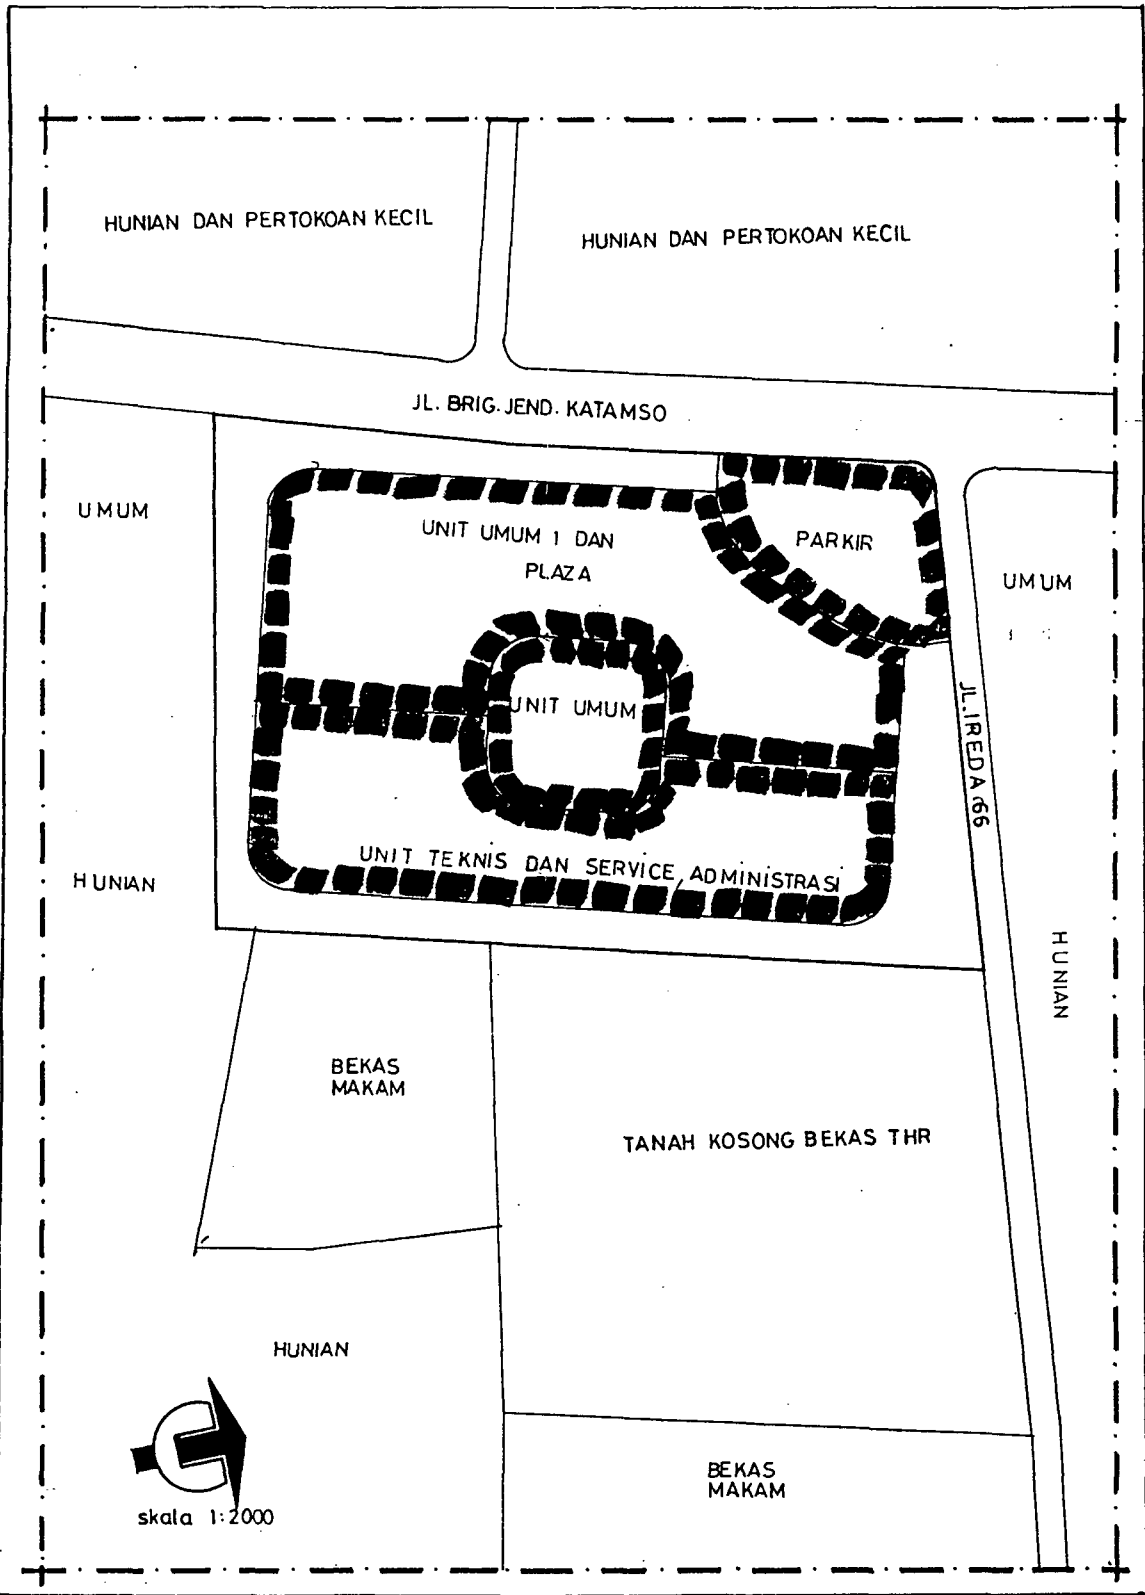 HUNIAN DAN PERTOKOAN KECIL
HUNIAN DAN PERTOKOAN KECIL
JL. BRIG. JEND. KATAMSO
UMUM
UNIT UMUM 1 DAN
PLAZA
PARKIR
UMUM
UNIT UMUM
JL. IREDA
HUNIAN
UNIT TEKNIS DAN SERVICE, ADMINISTRASI
HUNIAN
BEKAS
MAKAM
TANAH KOSONG BEKAS THR
HUNIAN
BEKAS
MAKAM
skala 1:2000